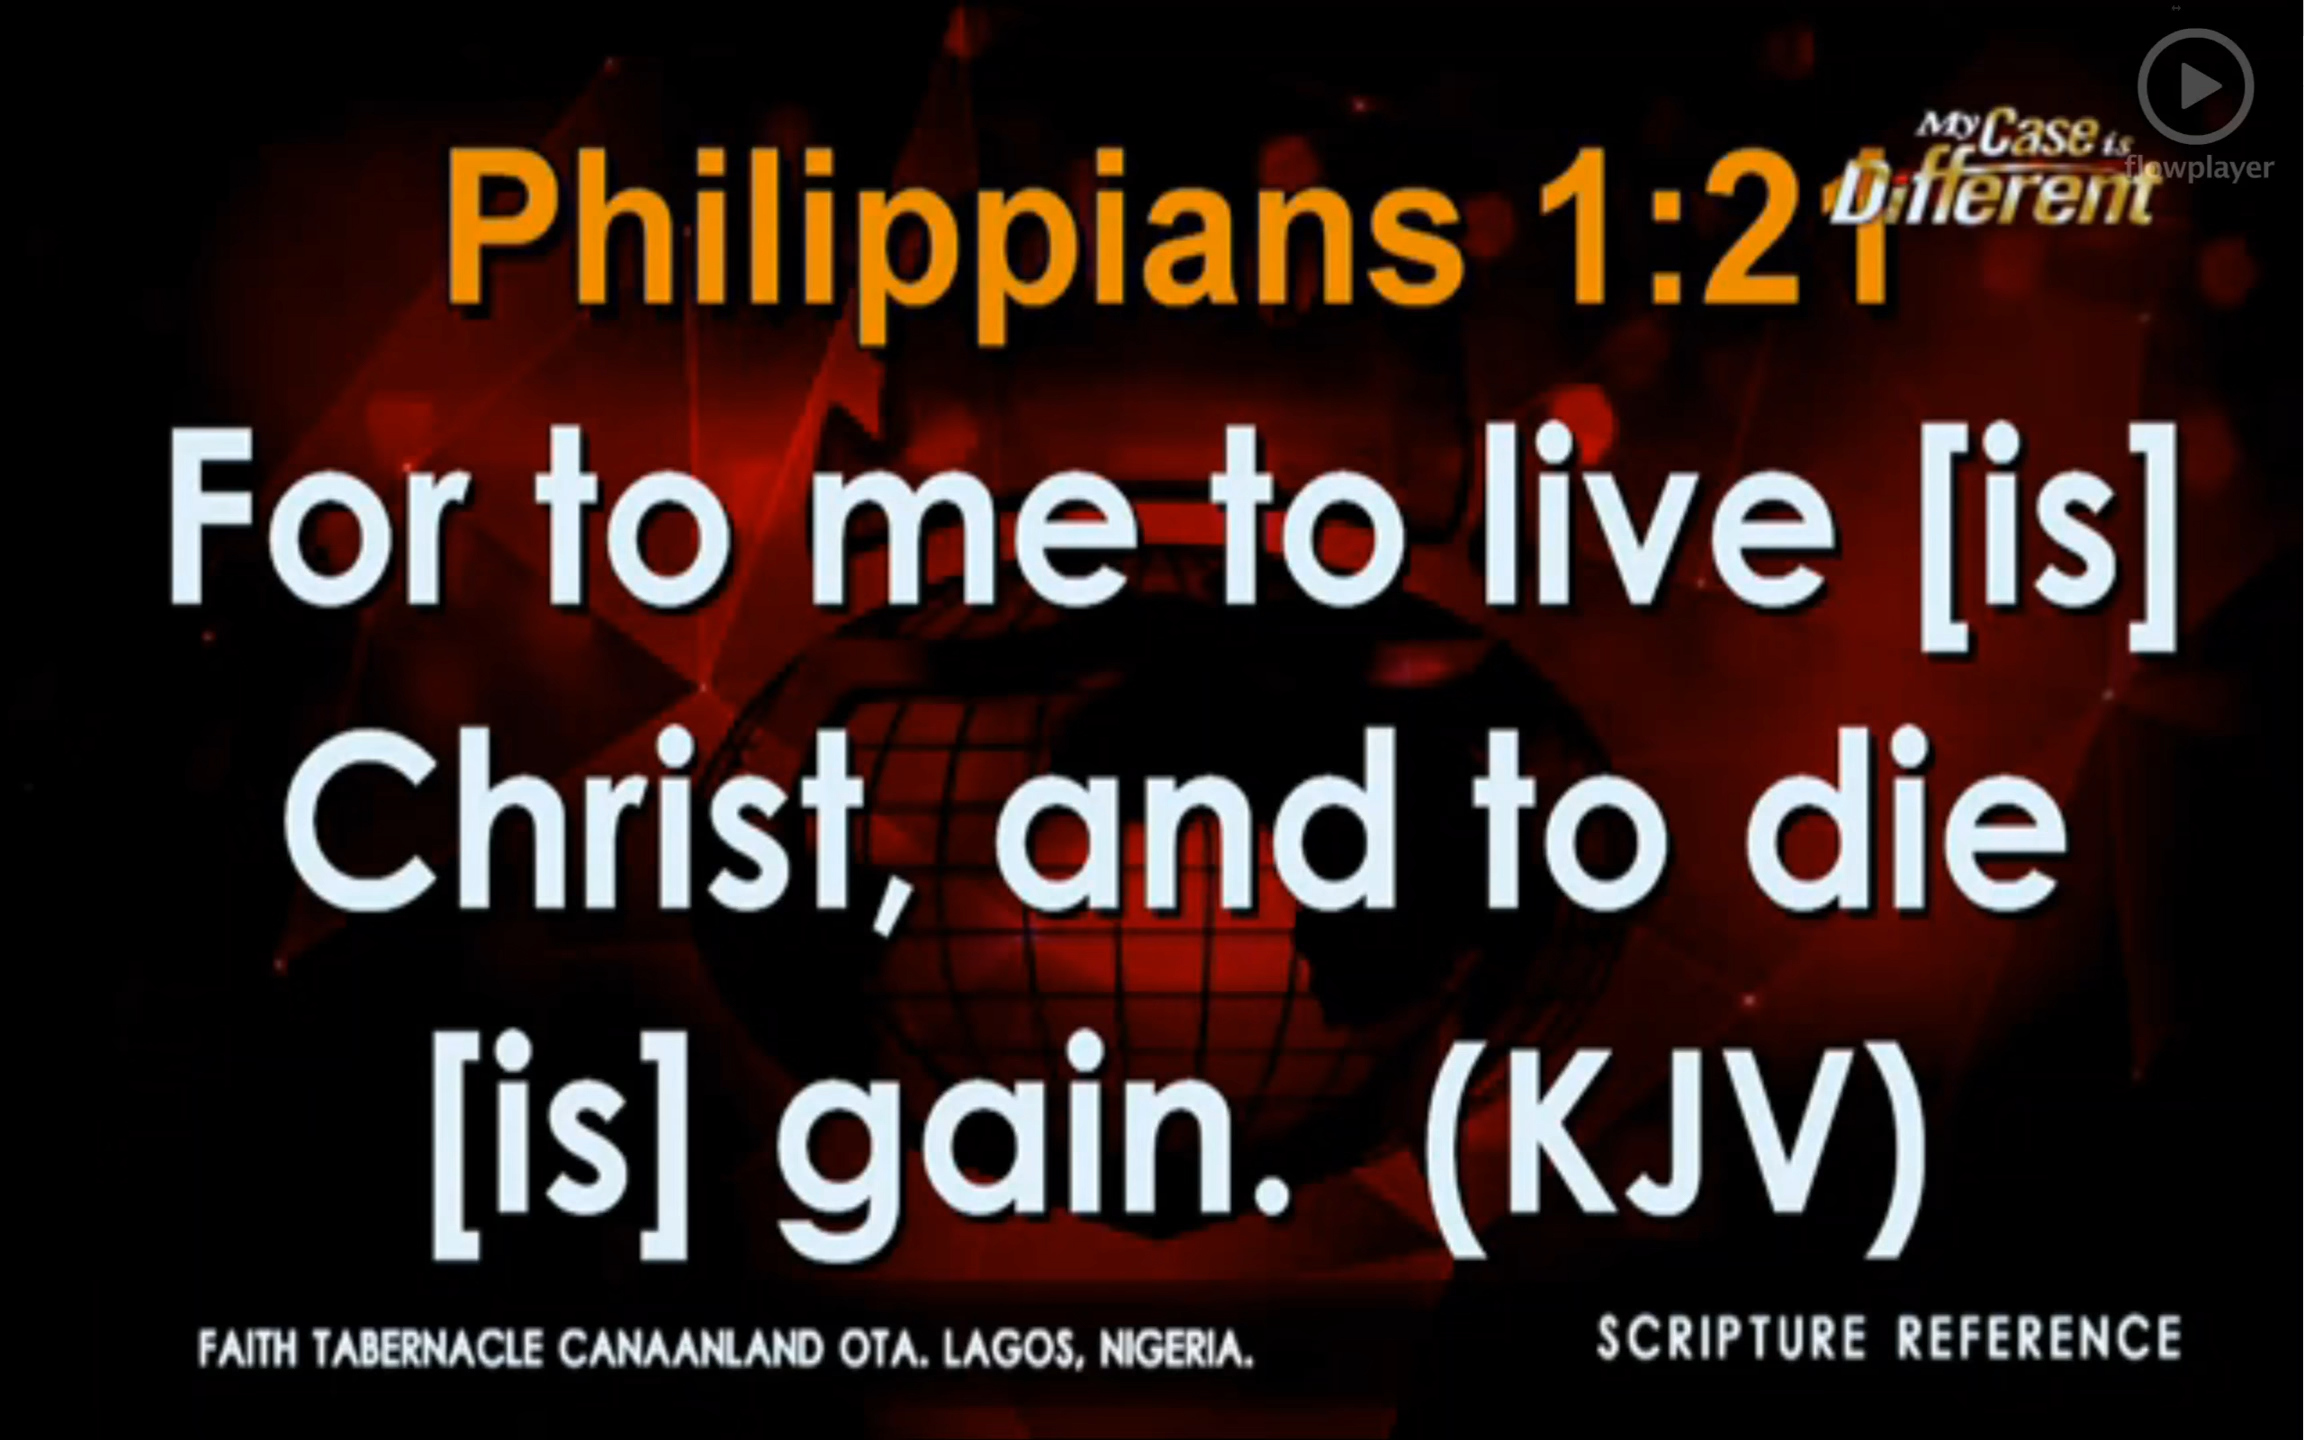 My Case is
Different
flowplayer
Philippians 1:21
For to me to live [is]
Christ, and to die
[is] gain. (KJV)
FAITH TABERNACLE CANAANLAND OTA. LAGOS, NIGERIA.
SCRIPTURE REFERENCE